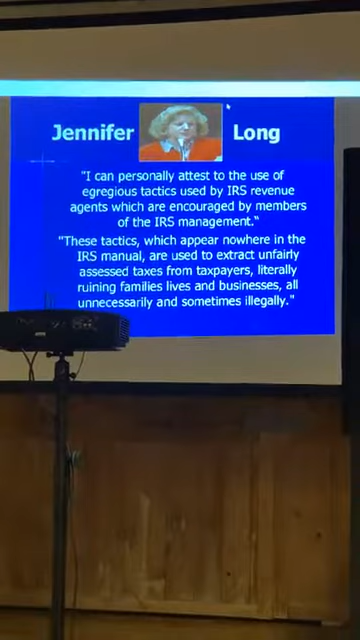 Jennifer Long
"I can personally attest to the use of
egregious tactics used by IRS revenue
agents which are encouraged by members
of the IRS management."
"These tactics, which appear nowhere in the
IRS manual, are used to extract unfairly
assessed taxes from taxpayers, literally
ruining families lives and businesses, all
unnecessarily and sometimes illegally."